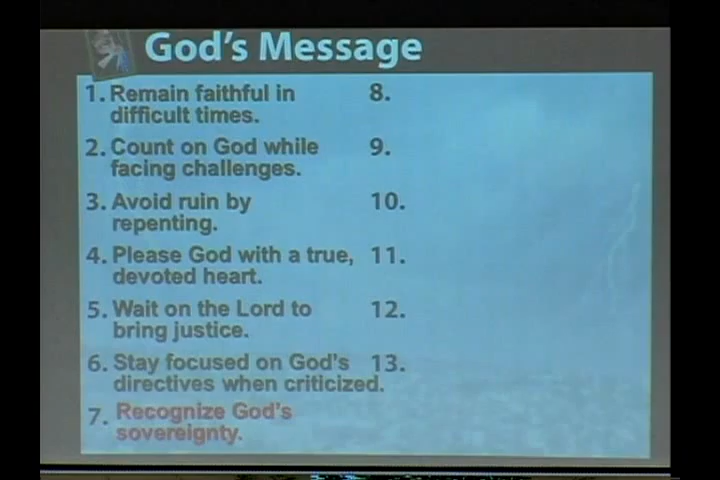 God's Message
1. Remain faithful in
difficult times.
2. Count on God while
facing challenges.
3. Avoid ruin by
repenting.
4. Please God with a true,
devoted heart.
5. Wait on the Lord to
bring justice.
6. Stay focused on God's
directives when criticized.
7. Recognize God's
sovereignty.
8.
9.
10.
11.
12.
13.